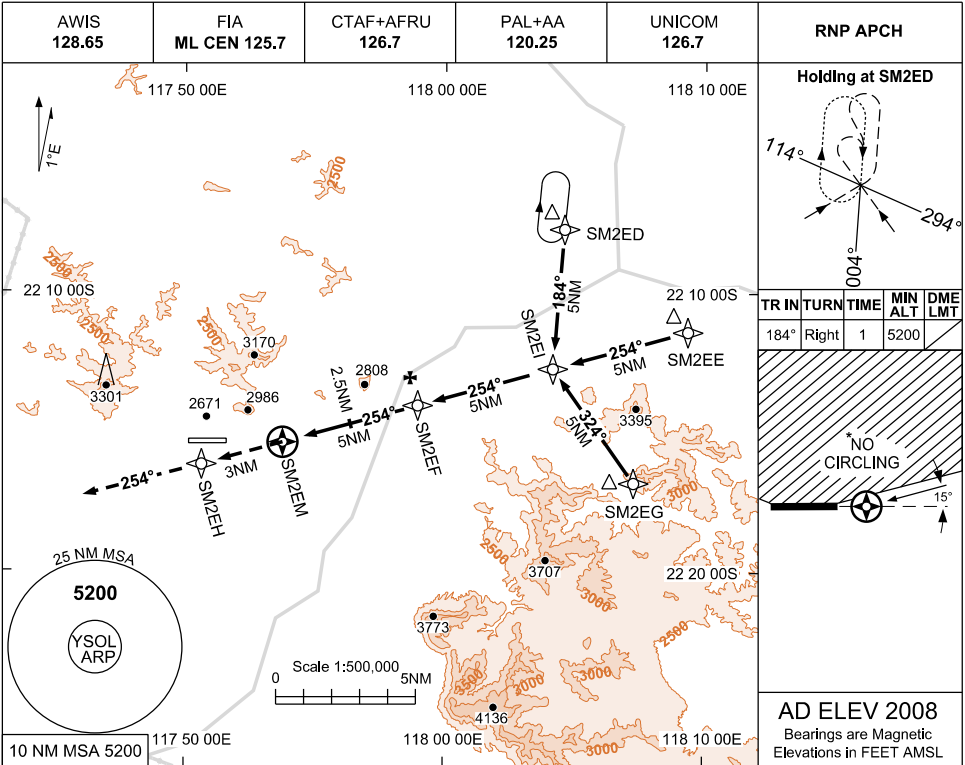 AWIS
128.65
FIA
ML CEN 125.7
CTAF+AFRU
126.7
PAL+AA
120.25
UNICOM
126.7
RNP APCH
117 50 00E
118 00 00E
118 10 00E
1°E
2500
2500
SM2ED
2500
22 10 00S
22 10 00S
184°
5NM
SM2EI
2500
2500
3170
SM2EE
254°
5NM
3301
2808
2.5NM
254°
5NM
2671
2986
254°
5NM
SM2EF
324°
5NM
3395
254°
3NM
SM2EH
SM2EM
SM2EG
3000
25 NM MSA
5200
YSOL
ARP
2500
3707
3000
22 20 00S
3773
2500
Scale 1:500,000
0
5NM
3500
3000
3000
4136
3000
10 NM MSA 5200
117 50 00E
118 00 00E
118 10 00E
Holding at SM2ED
114°
294°
004°
TR IN
TURN
TIME
MIN ALT
DME LMT
184°
Right
1
5200
*NO
CIRCLING
15°
AD ELEV 2008
Bearings are Magnetic
Elevations in FEET AMSL